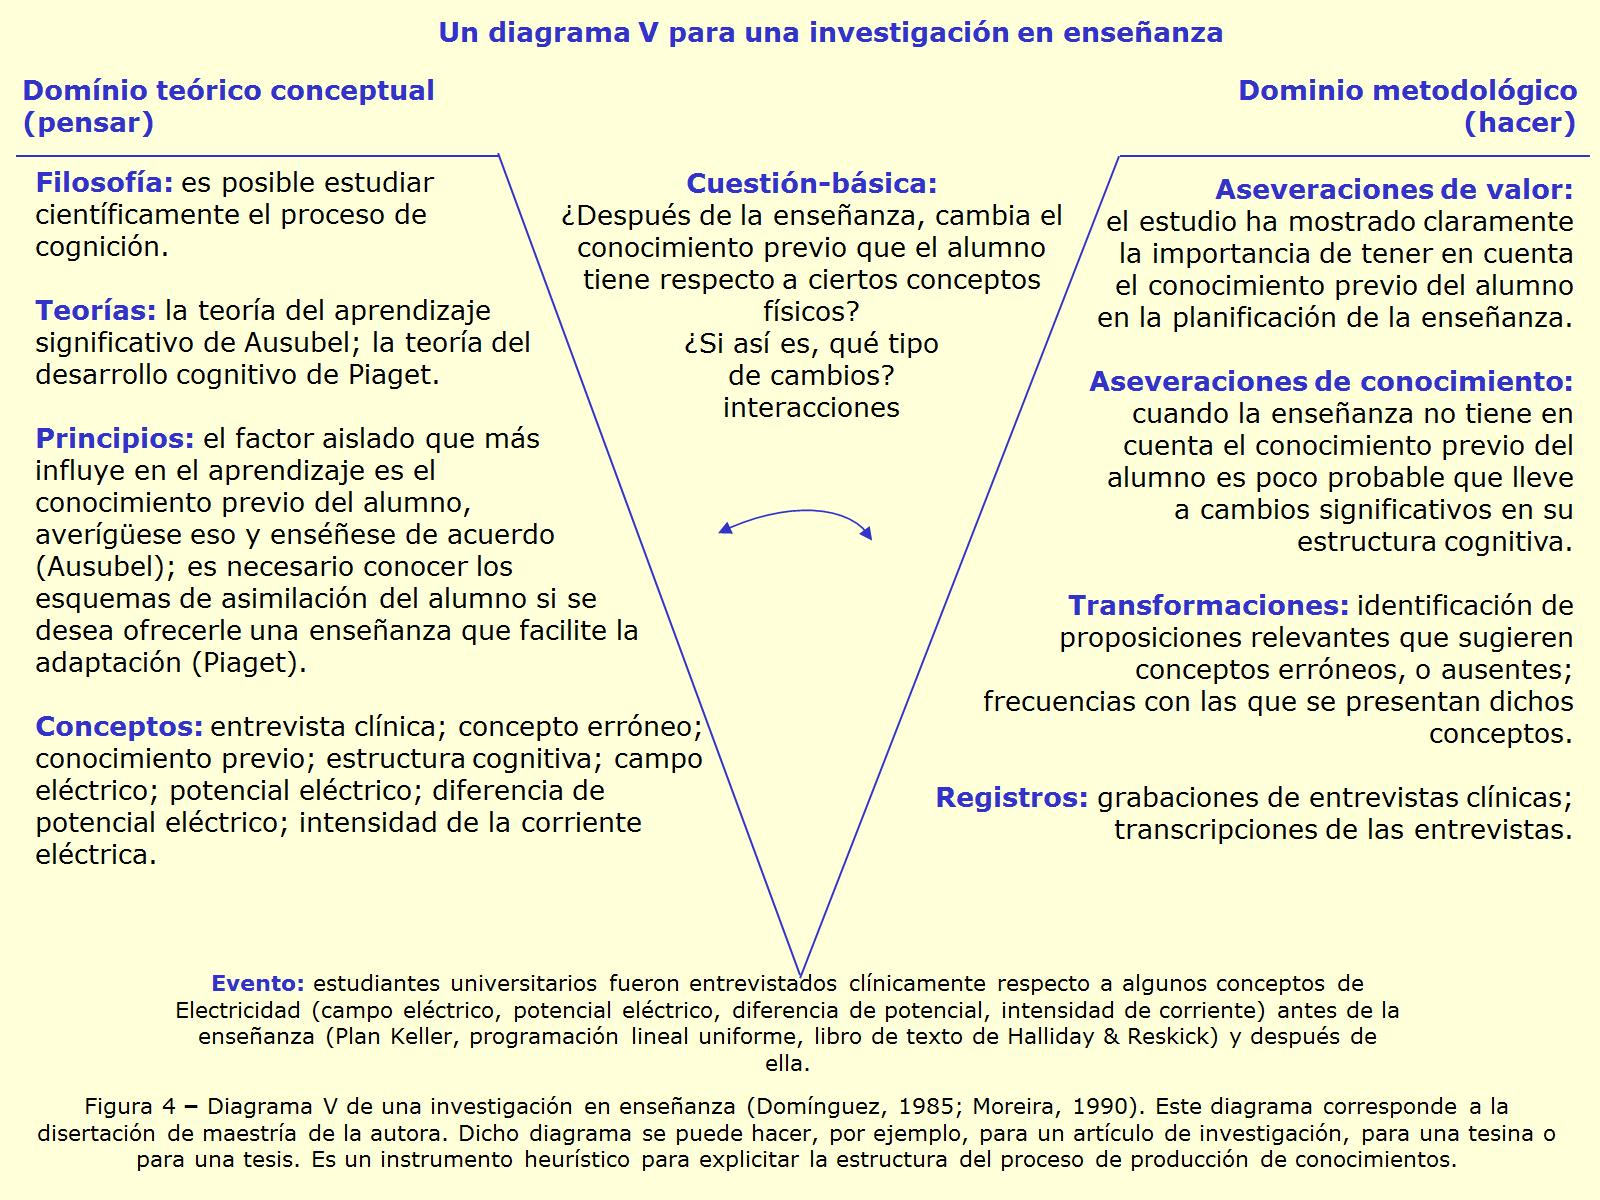 Un diagrama V para una investigación en enseñanza
Domínio teórico conceptual
(pensar)
Filosofía: es posible estudiar
científicamente el proceso de
cognición.
Teorías: la teoría del aprendizaje
significativo de Ausubel; la teoría del
desarrollo cognitivo de Piaget.
Principios: el factor aislado que más
influye en el aprendizaje es el
conocimiento previo del alumno,
averígüese eso y enséñese de acuerdo
(Ausubel); es necesario conocer los
esquemas de asimilación del alumno si se
desea ofrecerle una enseñanza que facilite la
adaptación (Piaget).
Conceptos: entrevista clínica; concepto erróneo;
conocimiento previo; estructura cognitiva; campo
eléctrico; potencial eléctrico; diferencia de
potencial eléctrico; intensidad de la corriente
eléctrica.
Cuestión-básica:
¿Después de la enseñanza, cambia el
conocimiento previo que el alumno
tiene respecto a ciertos conceptos
físicos?
¿Si así es, qué tipo
de cambios?
interacciones
Dominio metodológico
(hacer)
Aseveraciones de valor:
el estudio ha mostrado claramente
la importancia de tener en cuenta
el conocimiento previo del alumno
en la planificación de la enseñanza.
Aseveraciones de conocimiento:
cuando la enseñanza no tiene en
cuenta el conocimiento previo del
alumno es poco probable que lleve
a cambios significativos en su
estructura cognitiva.
Transformaciones: identificación de
proposiciones relevantes que sugieren
conceptos erróneos, o ausentes;
frecuencias con las que se presentan dichos
conceptos.
Registros: grabaciones de entrevistas clínicas;
transcripciones de las entrevistas.
Evento: estudiantes universitarios fueron entrevistados clínicamente respecto a algunos conceptos de
Electricidad (campo eléctrico, potencial eléctrico, diferencia de potencial, intensidad de corriente) antes de la
enseñanza (Plan Keller, programación lineal uniforme, libro de texto de Halliday & Reskick) y después de
ella.
Figura 4 – Diagrama V de una investigación en enseñanza (Domínguez, 1985; Moreira, 1990). Este diagrama corresponde a la
disertación de maestría de la autora. Dicho diagrama se puede hacer, por ejemplo, para un artículo de investigación, para una tesina o
para una tesis. Es un instrumento heurístico para explicitar la estructura del proceso de producción de conocimientos.